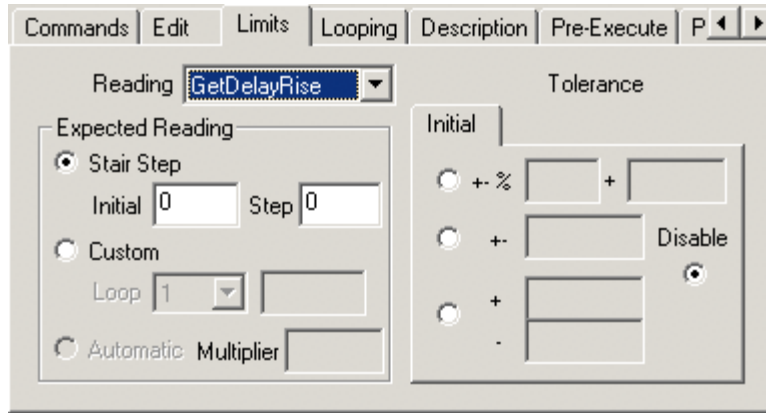 Commands Edit Limits Looping Description Pre-Execute P
Reading GetDelayRise Tolerance
Expected Reading
Stair Step
Initial 0 Step 0
Custom
Loop 1
Automatic Multiplier
Initial
+- % +
+- Disable
+
-